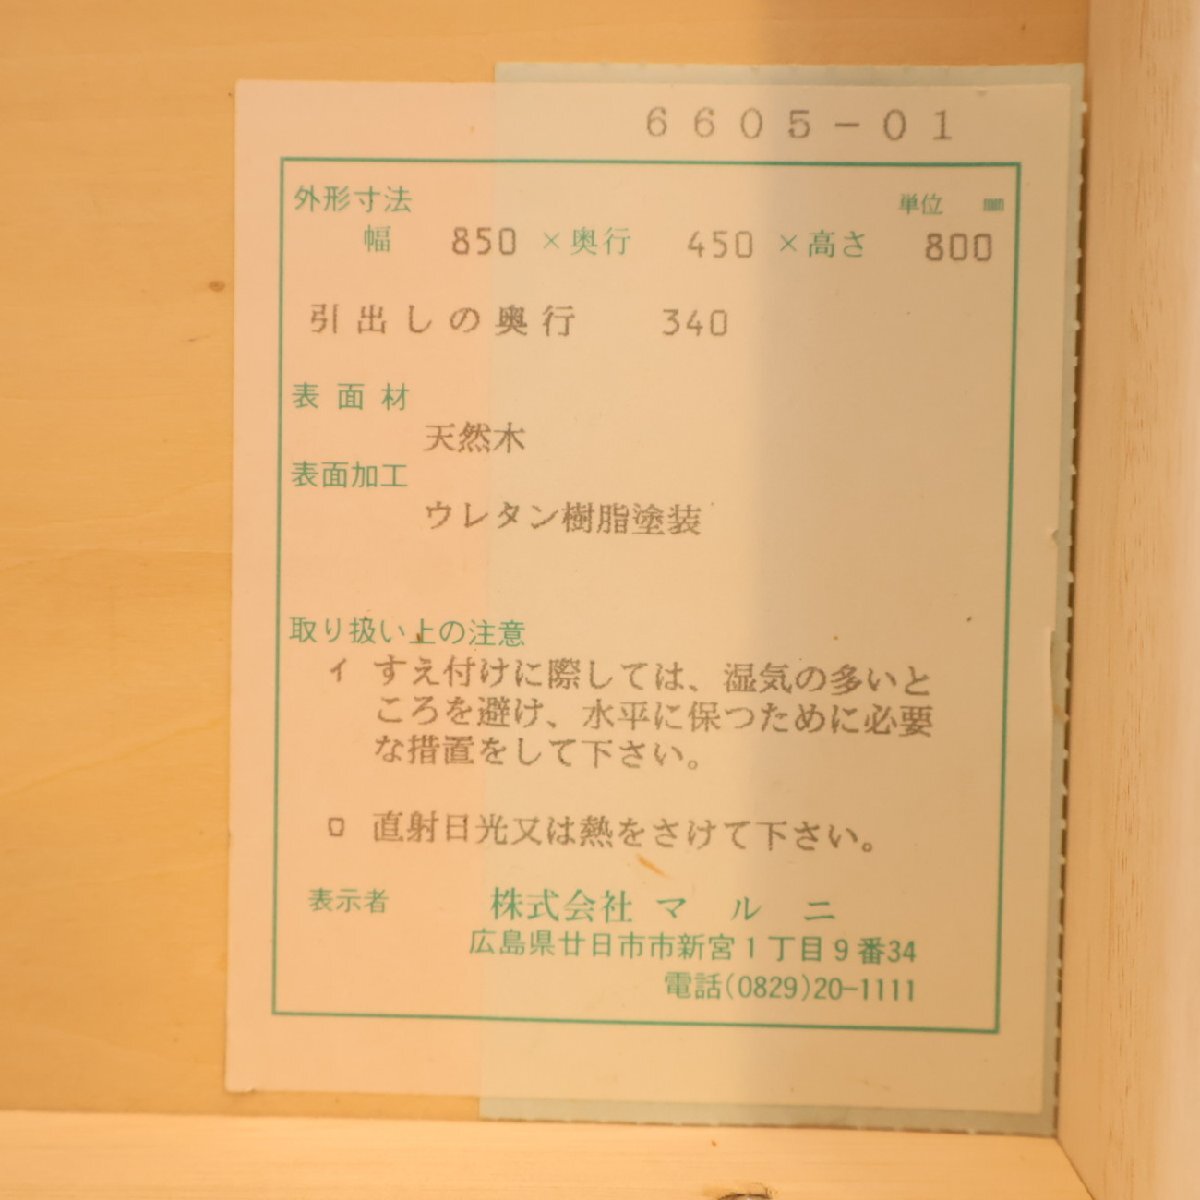 6605-01
外形寸法 単位 mm
幅 850 × 奥行 450 × 高さ 800
引出しの奥行 340
表面材
天然木
表面加工
ウレタン樹脂塗装
取り扱い上の注意
イ すえ付けに際しては、湿気の多いと
ころを避け、水平に保つために必要
な措置をして下さい。
ロ 直射日光又は熱をさけて下さい。
表示者 株式会社 マルニ
広島県廿日市市新宮1丁目9番34
電話(0829)20-1111